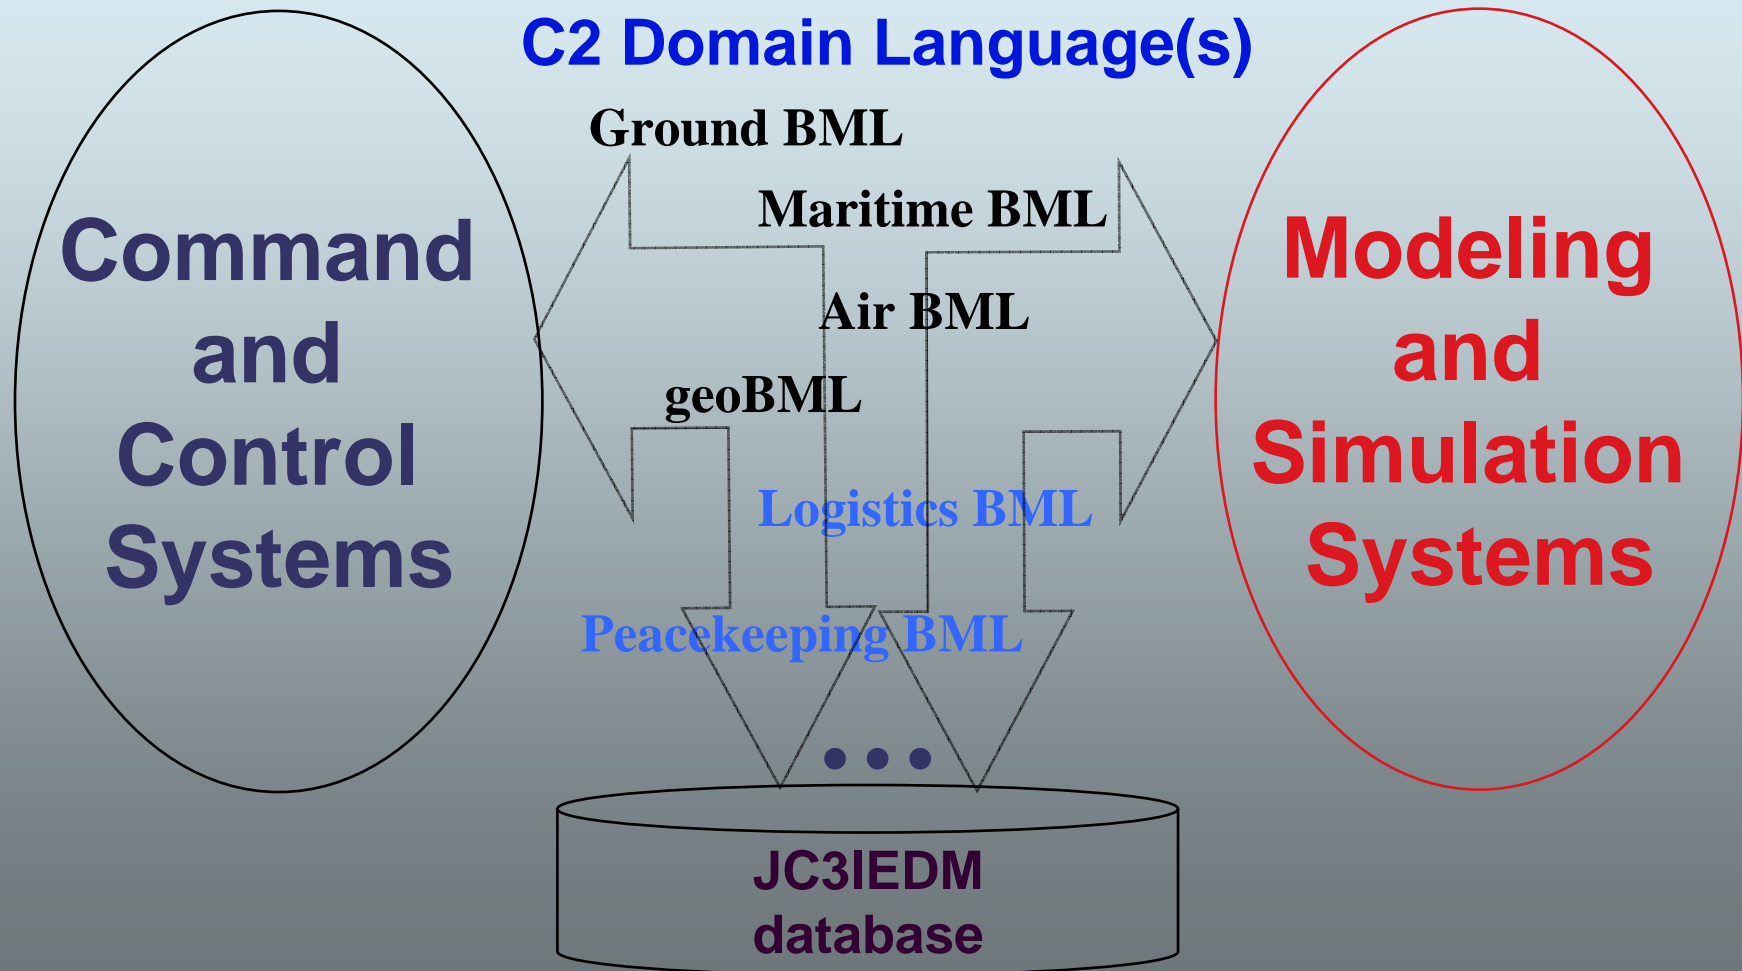 C2 Domain Language(s)
Command
and
Control
Systems
Ground BML
Maritime BML
Air BML
geoBML
Logistics BML
Peacekeeping BML
...
Modeling
and
Simulation
Systems
JC3IEDM
database